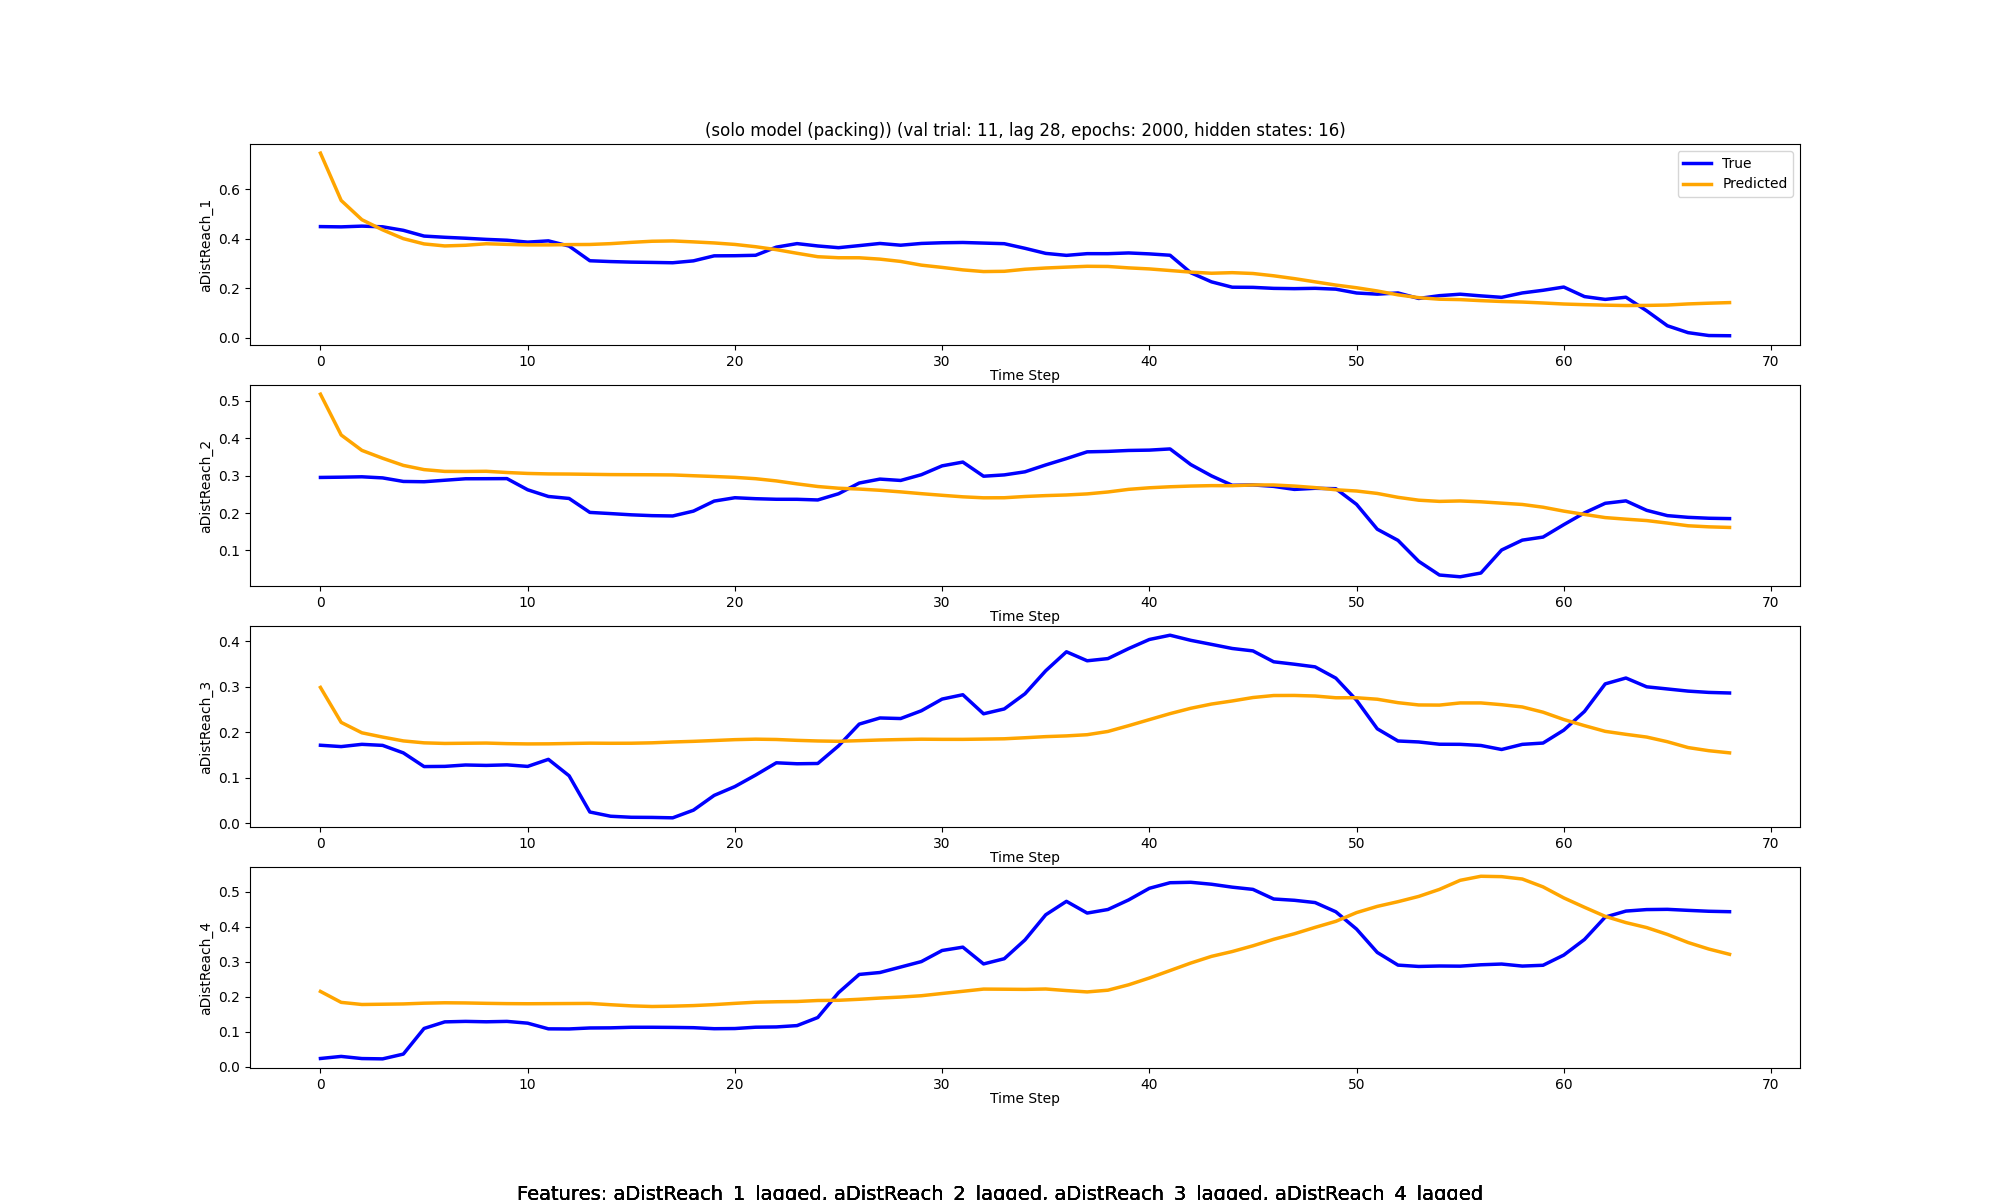 (solo model (packing)) (val trial: 11, lag 28, epochs: 2000, hidden states: 16)
aDistReach_1
0.6
0.4
0.2
0.0
True
Predicted
0 10 20 30 40 50 60 70
Time Step
aDistReach_2
0.5
0.4
0.3
0.2
0.1
0 10 20 30 40 50 60 70
Time Step
aDistReach_3
0.4
0.3
0.2
0.1
0.0
0 10 20 30 40 50 60 70
Time Step
aDistReach_4
0.5
0.4
0.3
0.2
0.1
0.0
0 10 20 30 40 50 60 70
Time Step
Features: aDistReach_1_lagged, aDistReach_2_lagged, aDistReach_3_lagged, aDistReach_4_lagged